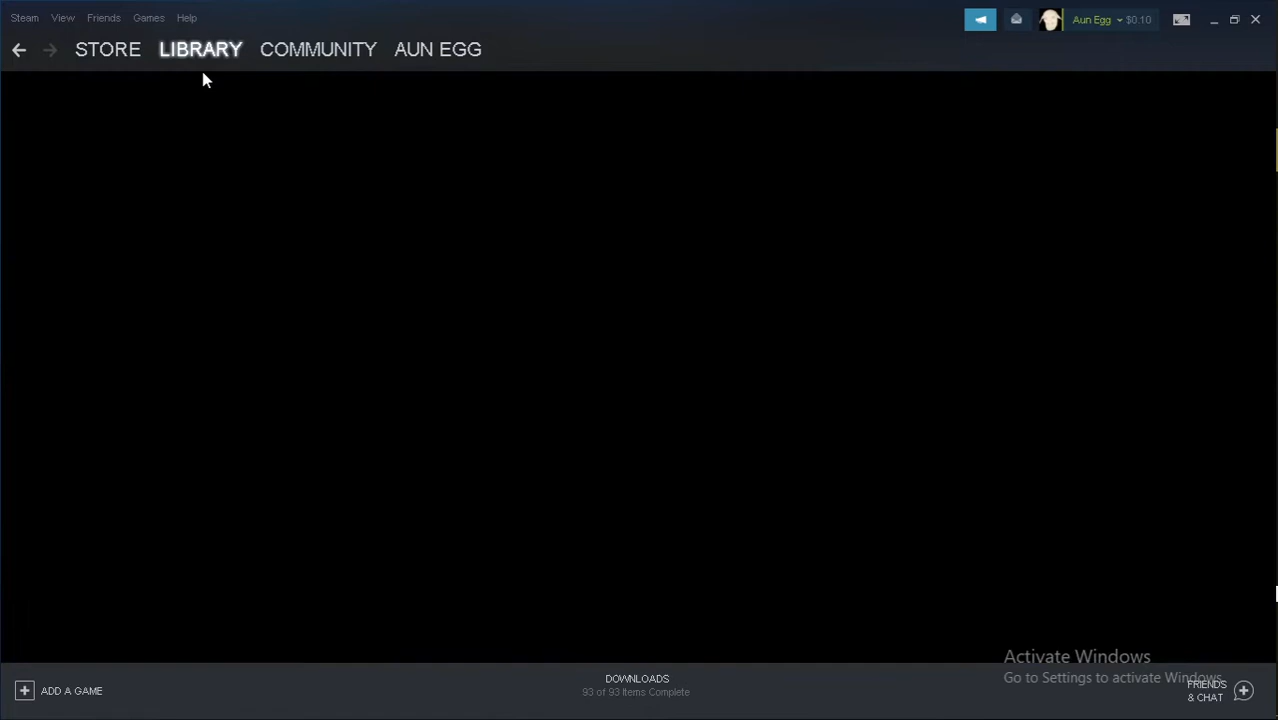 Steam View Friends Games Help
Aun Egg $0.10
STORE LIBRARY COMMUNITY AUN EGG
Activate Windows
Go to Settings to activate Windows.
ADD A GAME
DOWNLOADS
93 of 93 Items Complete
FRIENDS
& CHAT